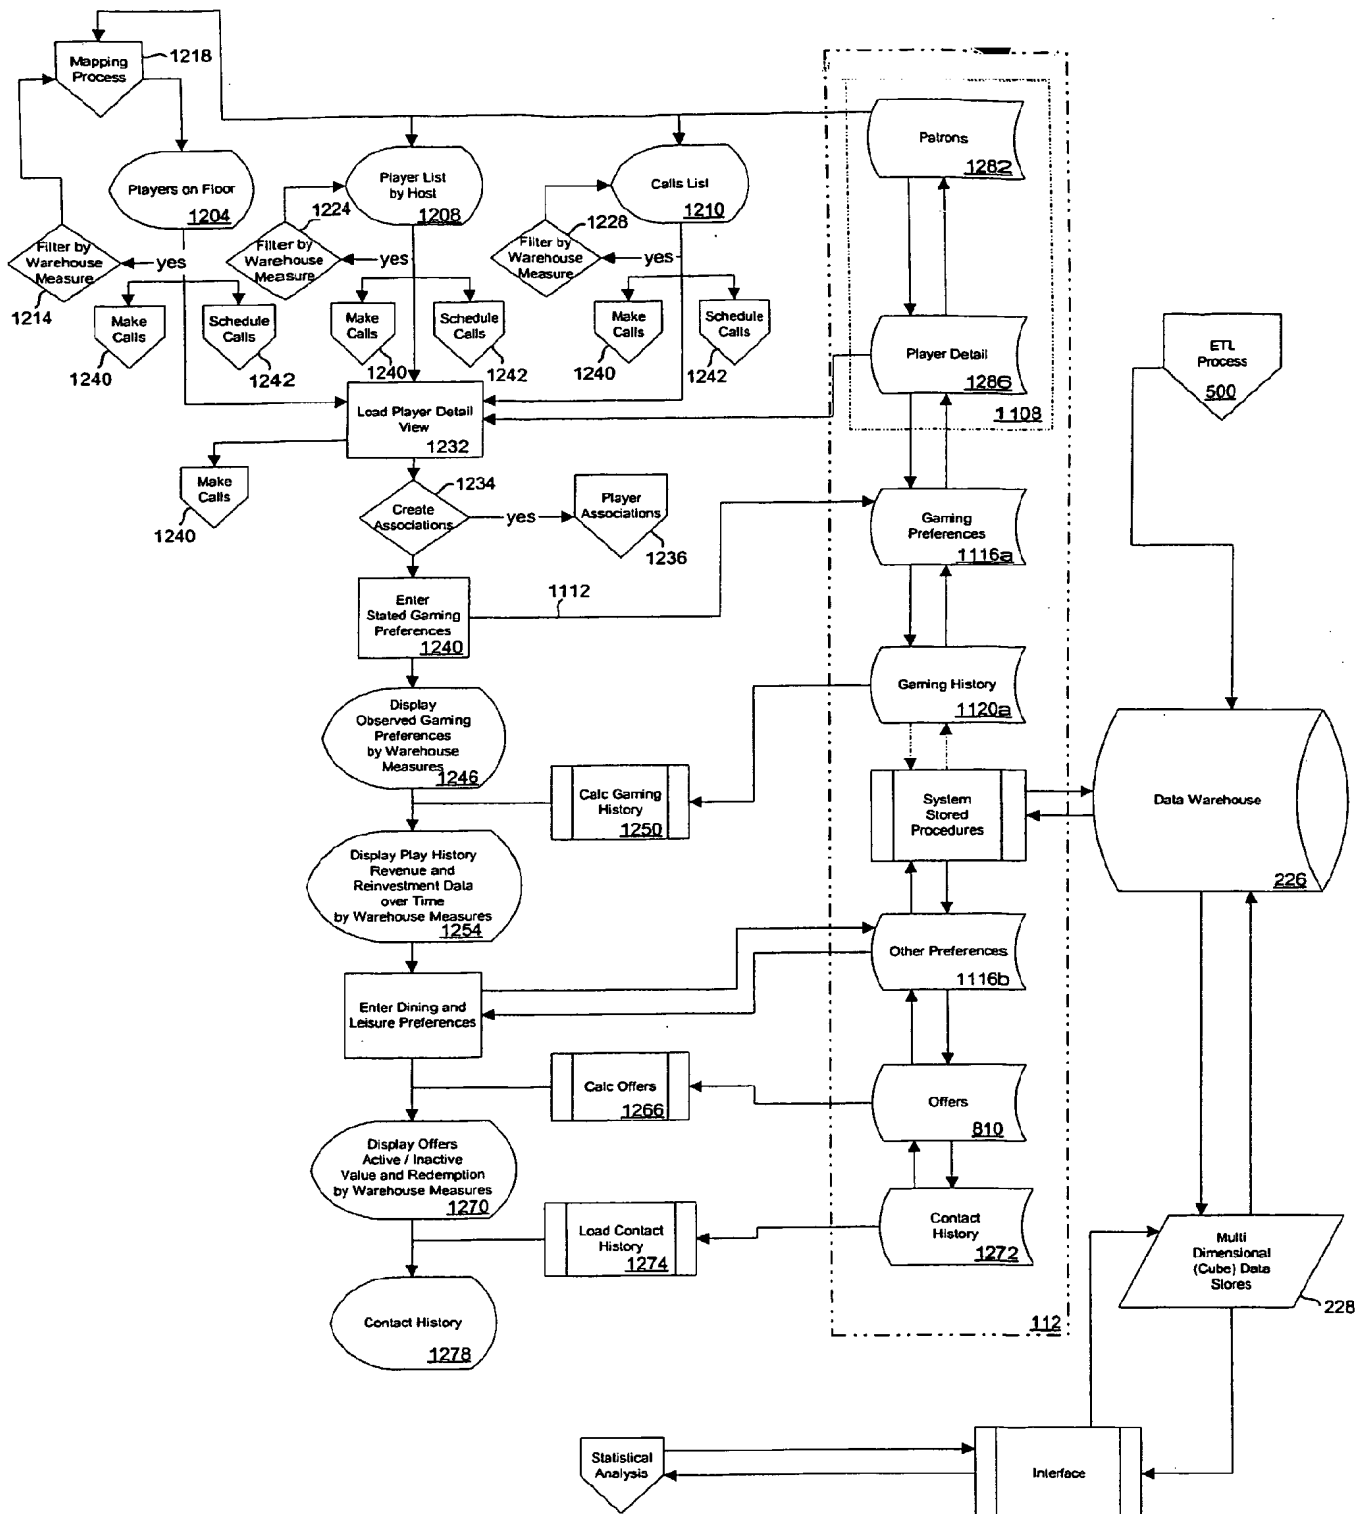 Mapping
Process
1218
Players on Floor
1204
Player List
by Host
1208
Calls List
1210
Patrons
1282
Filter by
Warehouse
Measure
1214
yes
1224
Filter by
Warehouse
Measure
yes
1228
Filter by
Warehouse
Measure
yes
Make
Calls
1240
Schedule
Calls
1242
Make
Calls
1240
Schedule
Calls
1242
Make
Calls
1240
Schedule
Calls
1242
Player Detail
1286
1108
ETL
Process
500
Load Player Detail
View
1232
Make
Calls
1240
1234
Create
Associations
yes
Player
Associations
1236
Gaming
Preferences
1116a
Enter
Stated Gaming
Preferences
1240
1112
Gaming History
1120a
Display
Observed Gaming
Preferences
by Warehouse
Measures
1246
Calc Gaming
History
1250
System
Stored
Procedures
Data Warehouse
226
Display Play History
Revenue and
Reinvestment Data
over Time
by Warehouse Measures
1254
Other Preferences
1116b
Enter Dining and
Leisure Preferences
Calc Offers
1266
Offers
810
Display Offers
Active / Inactive
Value and Redemption
by Warehouse Measures
1270
Load Contact
History
1274
Contact
History
1272
Multi
Dimensional
(Cube) Data
Stores
228
Contact History
1278
112
Statistical
Analysis
Interface